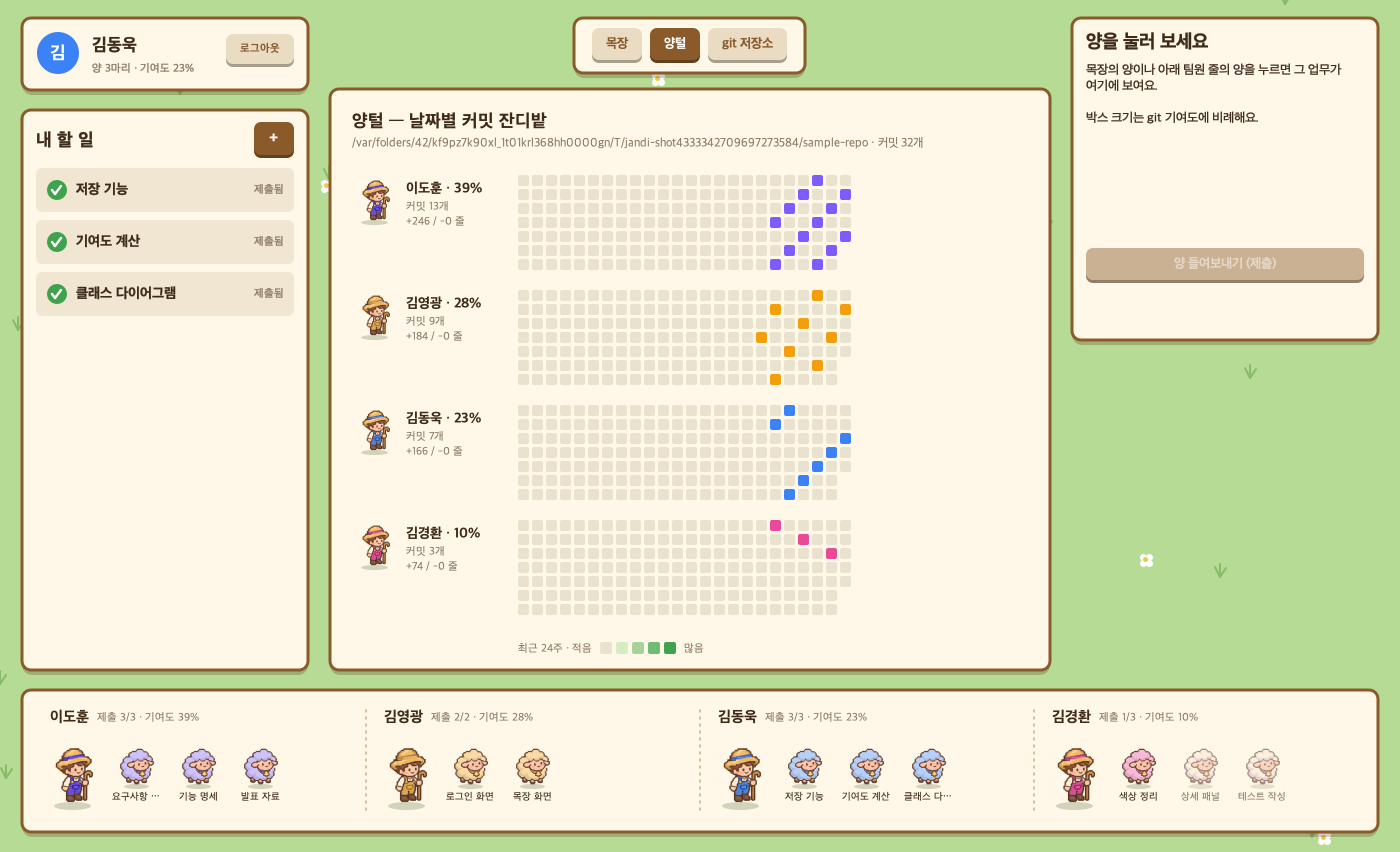 김
김동욱
양 3마리 · 기여도 23%
로그아웃
목장
양털
git 저장소
내 할 일
+
저장 기능
제출됨
기여도 계산
제출됨
클래스 다이어그램
제출됨
양털 — 날짜별 커밋 잔디밭
/var/folders/42/kf9pz7k90xl_1t01krl368hh0000gn/T/jandi-shot4333342709697273584/sample-repo · 커밋 32개
이도훈 · 39%
커밋 13개
+246 / -0 줄
김영광 · 28%
커밋 9개
+184 / -0 줄
김동욱 · 23%
커밋 7개
+166 / -0 줄
김경환 · 10%
커밋 3개
+74 / -0 줄
최근 24주 · 적음
많음
양을 눌러 보세요
목장의 양이나 아래 팀원 줄의 양을 누르면 그 업무가
여기에 보여요.
박스 크기는 git 기여도에 비례해요.
양 들여보내기 (제출)
이도훈 제출 3/3 · 기여도 39%
요구사항 ···
기능 명세
발표 자료
김영광 제출 2/2 · 기여도 28%
로그인 화면
목장 화면
김동욱 제출 3/3 · 기여도 23%
저장 기능
기여도 계산
클래스 다···
김경환 제출 1/3 · 기여도 10%
색상 정리
상세 패널
테스트 작성